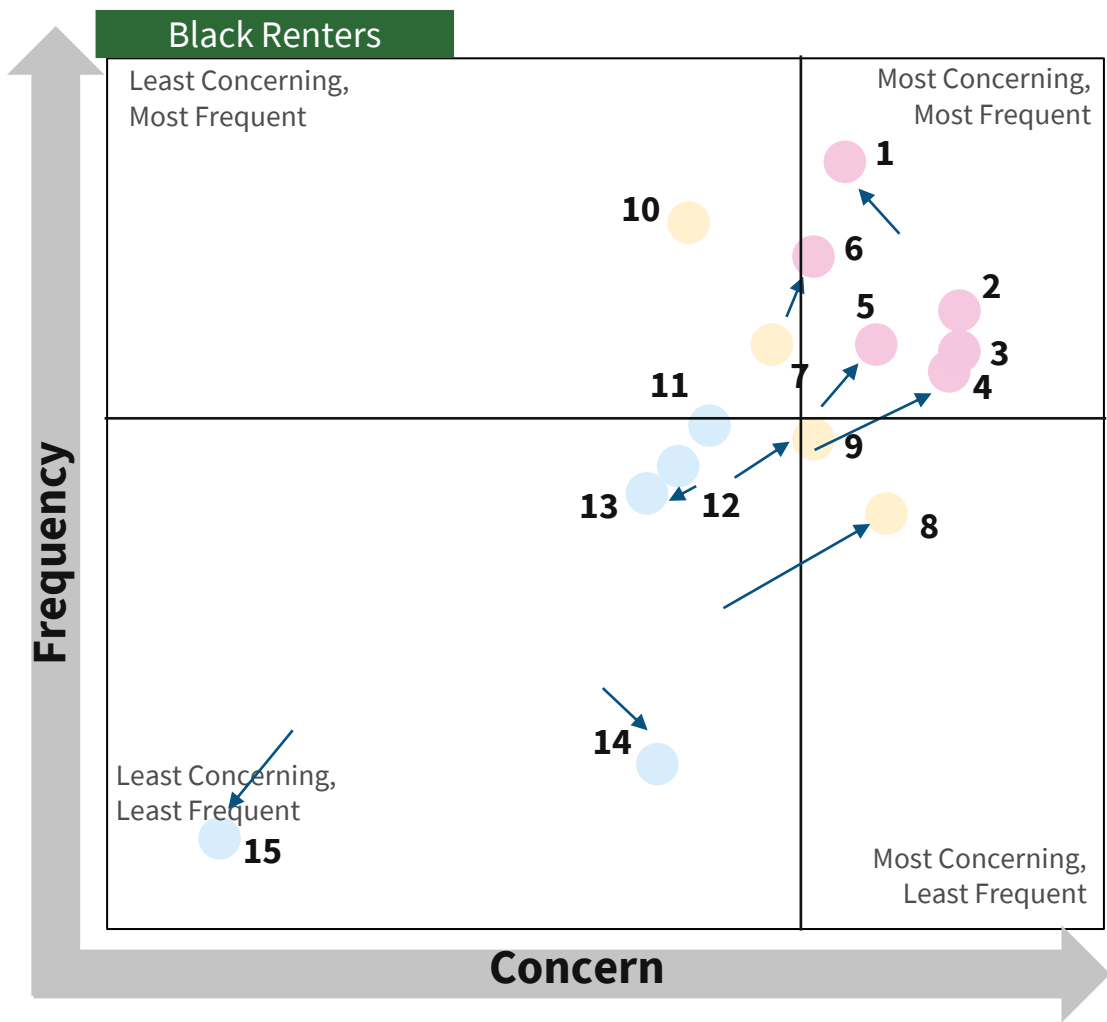 Black Renters
Least Concerning,
Most Frequent
Most Concerning,
Most Frequent
1
10
6
2
5
3
7
4
11
9
13
12
8
14
Least Concerning,
Least Frequent
15
Most Concerning,
Least Frequent
Frequency
Concern